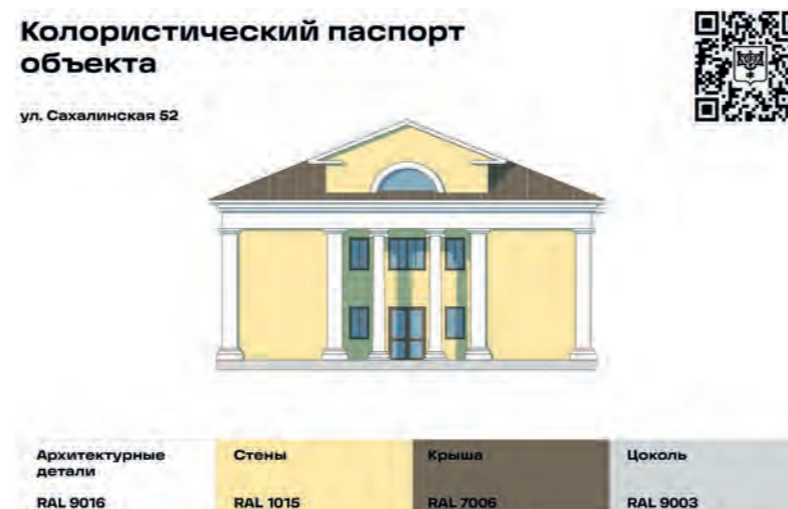 Колористический паспорт
объекта
ул. Сахалинская 52
Архитектурные
детали
RAL 9016
Стены
RAL 1015
Крыша
RAL 7006
Цоколь
RAL 9003